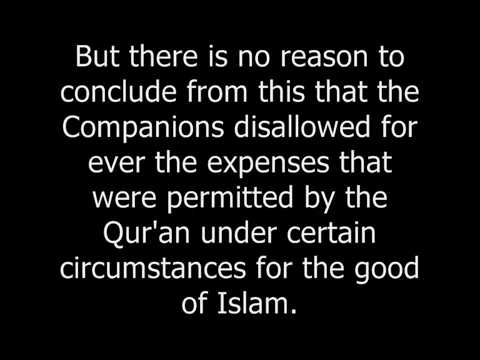 But there is no reason to
conclude from this that the
Companions disallowed for
ever the expenses that
were permitted by the
Qur'an under certain
circumstances for the good
of Islam.